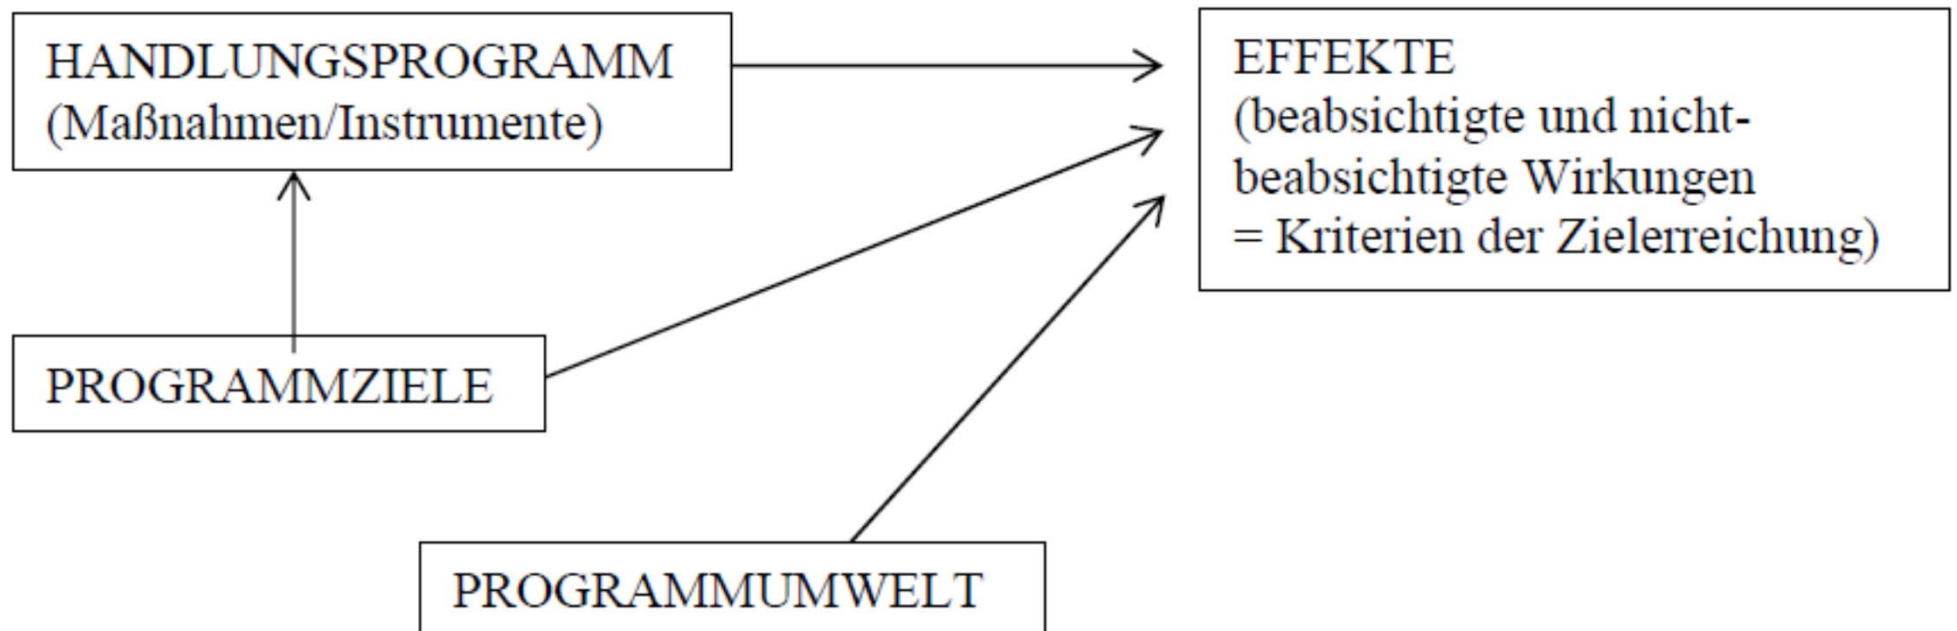 HANDLUNGSPROGRAMM
(Maßnahmen/Instrumente)
EFFEKTE
(beabsichtigte und nicht-
beabsichtigte Wirkungen
= Kriterien der Zielerreichung)
PROGRAMMZIELE
PROGRAMMUMWELT